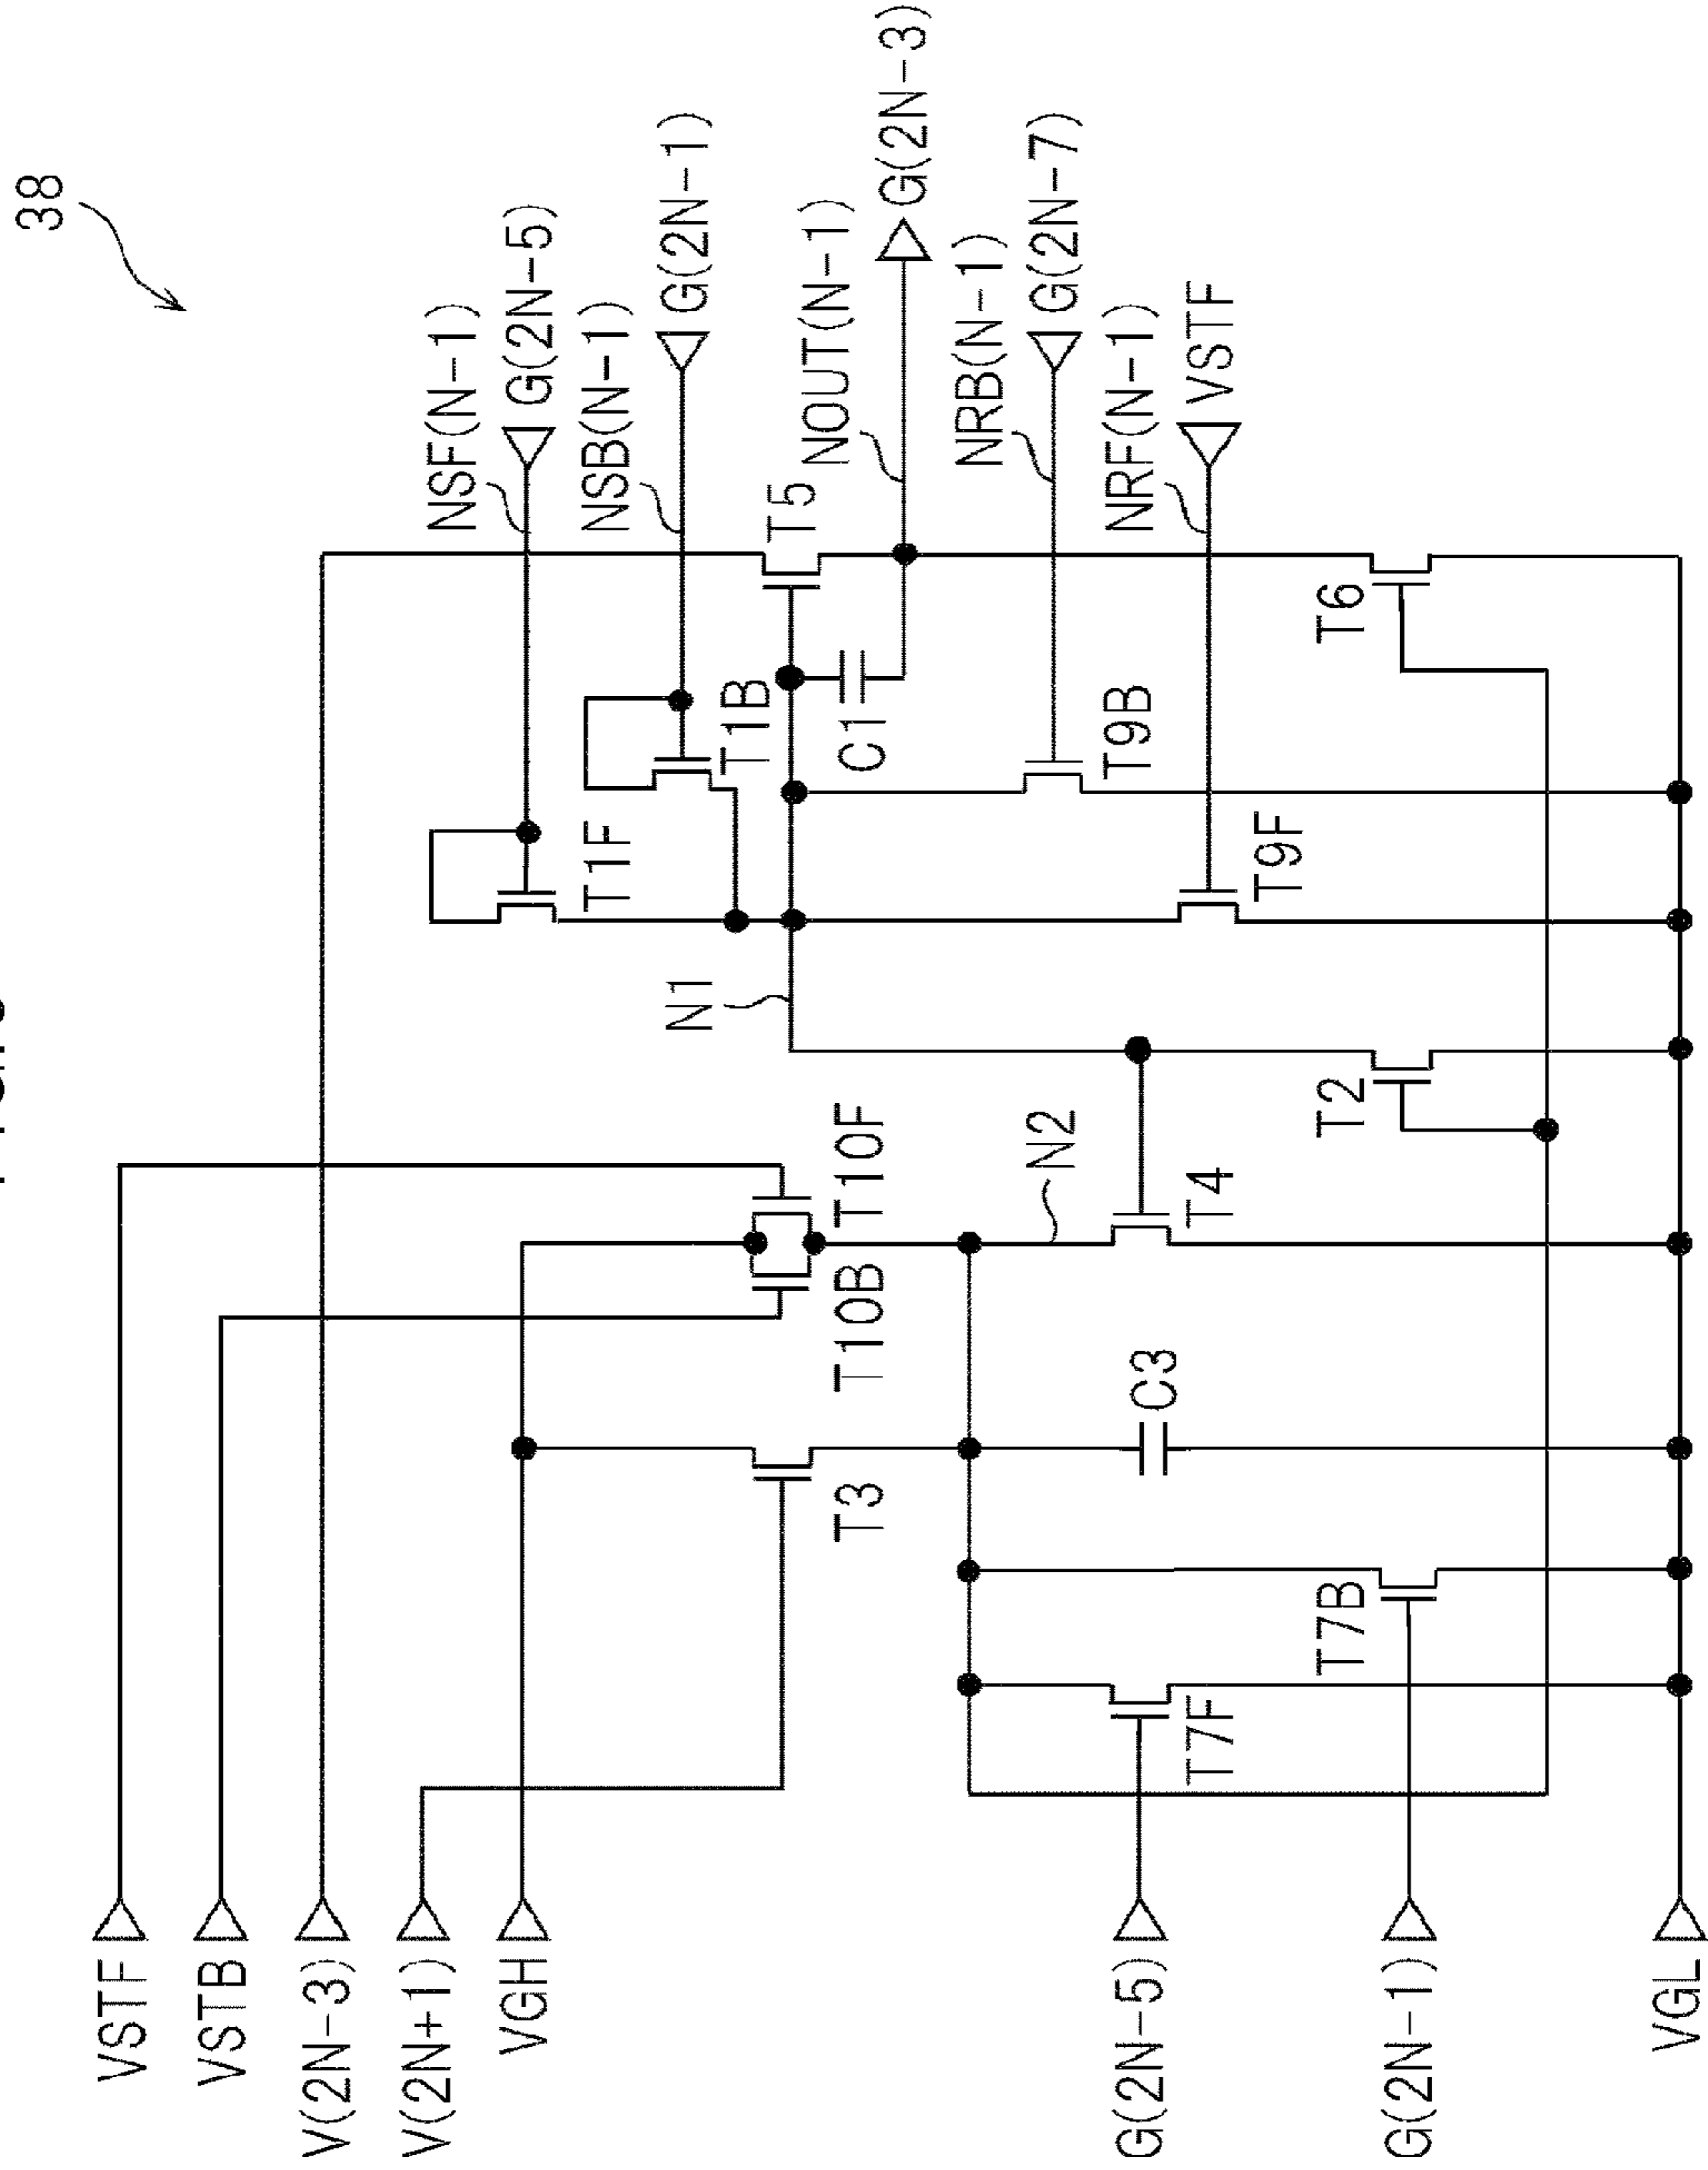 38
VSTF
VSTB
V(2N-3)
V(2N+1)
NSF(N-1)
VGH
G(2N-5)
T1F
NSB(N-1)
N1
G(2N-1)
T1B
T5
NOUT(N-1)
T3
T10B
T10F
C1
G(2N-3)
NRB(N-1)
N2
G(2N-7)
T9B
NRF(N-1)
G(2N-5)
C3
T7F
T4
VSTF
T9F
T7B
T2
T6
G(2N-1)
VGL